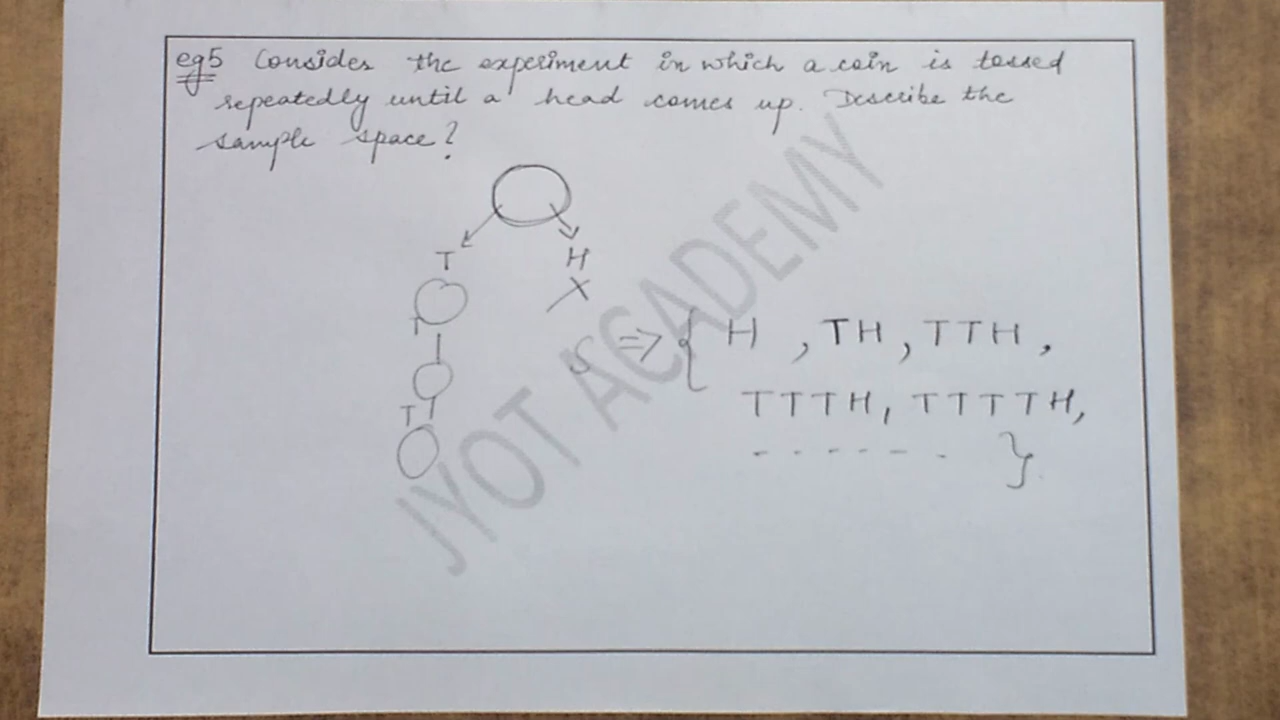 eg5 Consider the experiment in which a coin is tossed
repeatedly until a head comes up. Describe the
sample space?
T H
T
T
S => { H , TH, TTH ,
TTTH, TTTTH,
- - - - - - - }
JYOT ACADEMY